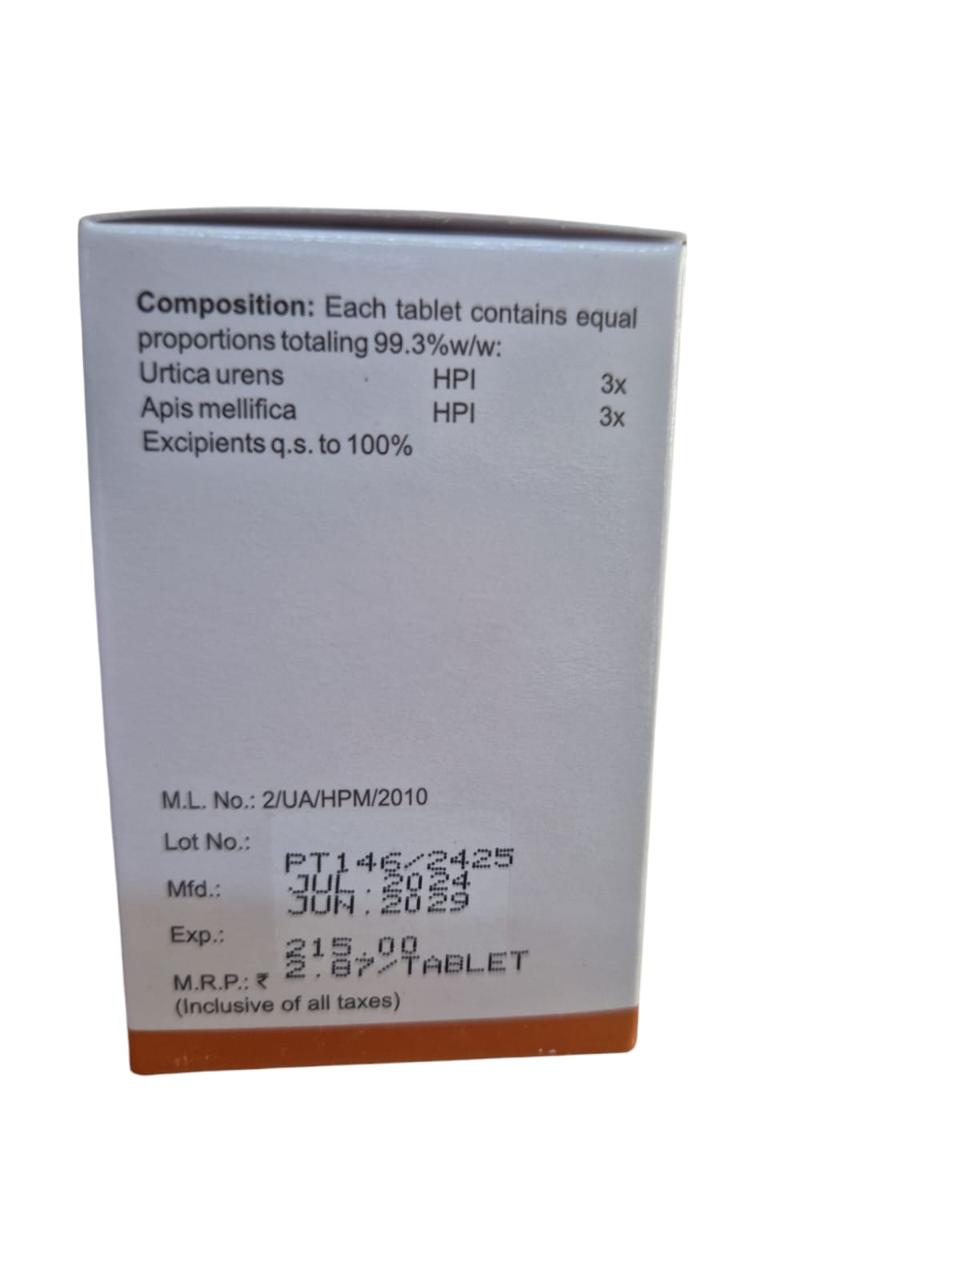 Composition: Each tablet contains equal
proportions totaling 99.3%w/w:
Urtica urens HPI 3x
Apis mellifica HPI 3x
Excipients q.s. to 100%
M.L. No.: 2/UA/HPM/2010
Lot No.:
PT146/2425
Mfd.: JUL.2024
JUN.2029
Exp.:
215.00
M.R.P.: ₹ 2.87/TABLET
(Inclusive of all taxes)